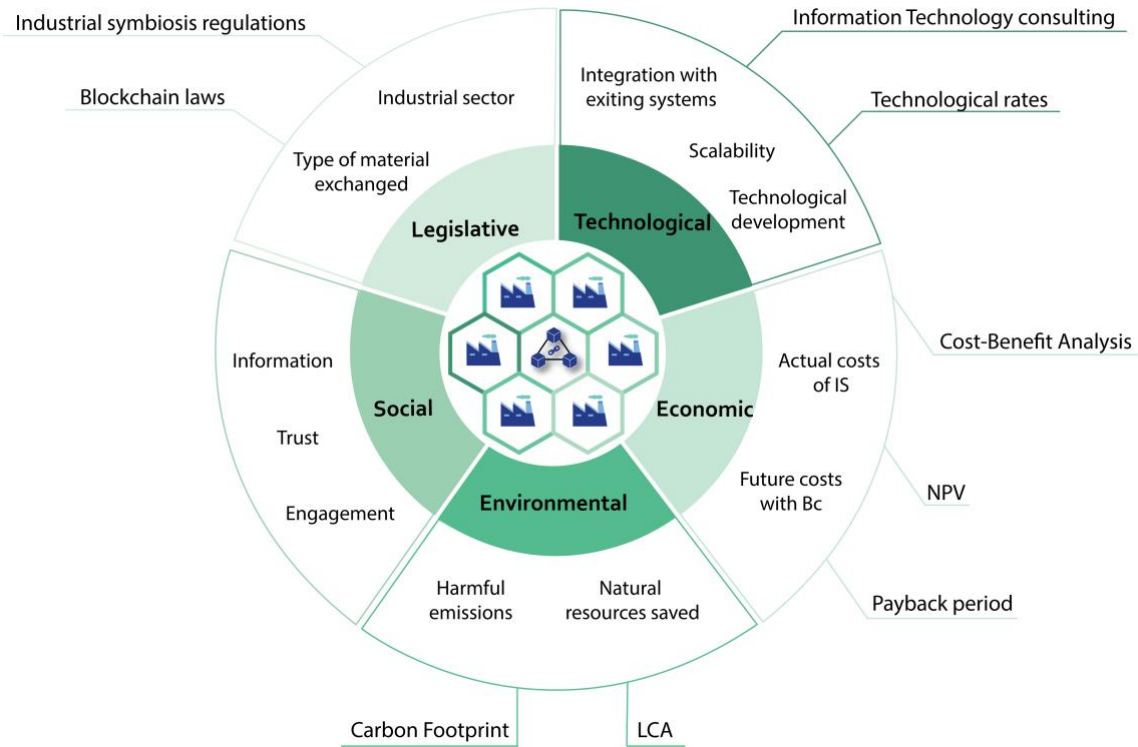 Industrial symbiosis regulations
Information Technology consulting
Blockchain laws
Technological rates
Industrial sector
Integration with
exiting systems
Type of material
exchanged
Scalability
Technological
development
Legislative
Technological
Information
Trust
Engagement
Social
Economic
Actual costs
of IS
Future costs
with Bc
Cost-Benefit Analysis
NPV
Payback period
Environmental
Harmful
emissions
Natural
resources saved
Carbon Footprint
LCA